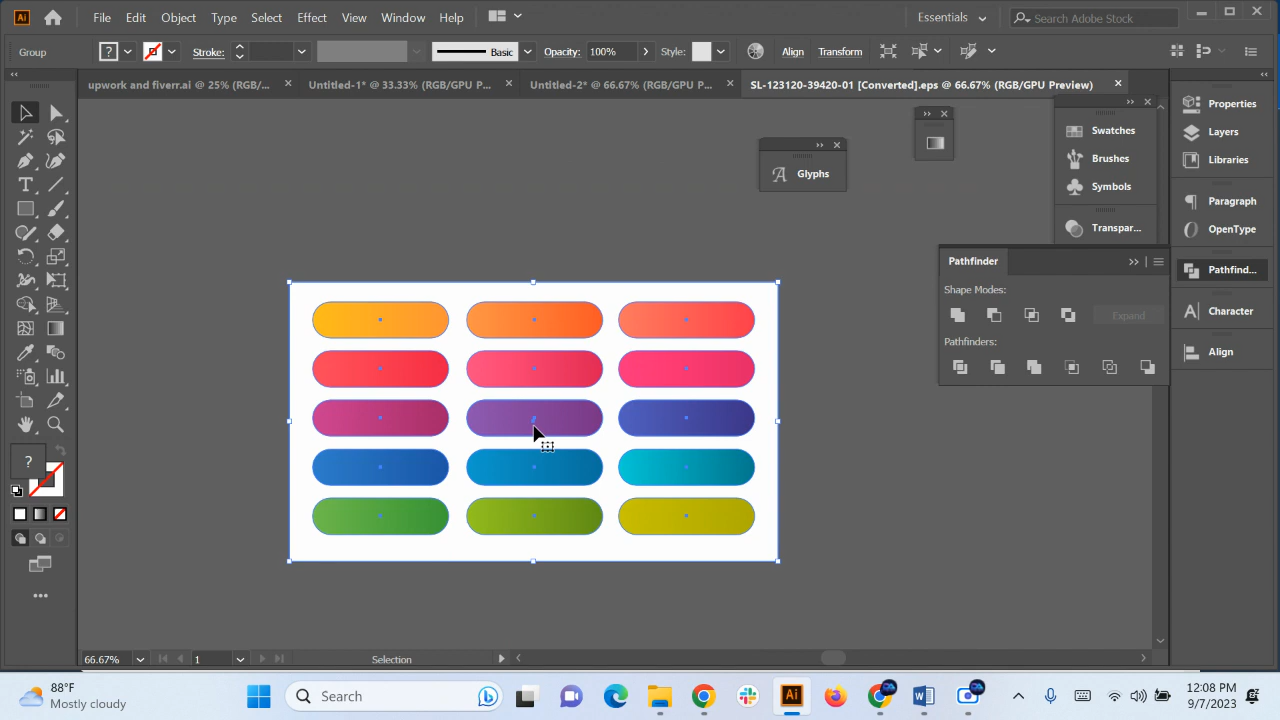 Ai File Edit Object Type Select Effect View Window Help Essentials Search Adobe Stock
Group ? Stroke: Basic Opacity: 100% Style: Align Transform
upwork and fiverr.ai @ 25% (RGB/... Untitled-1* @ 33.33% (RGB/GPU P... Untitled-2* @ 66.67% (RGB/GPU P... SL-123120-39420-01 [Converted].eps @ 66.67% (RGB/GPU Preview)
Glyphs
Swatches
Brushes
Symbols
Transpar...
Properties
Layers
Libraries
Paragraph
OpenType
Pathfind...
Character
Align
Pathfinder
Shape Modes:
Expand
Pathfinders:
?
66.67% 1 Selection
88°F
Mostly cloudy
Search
Ai
12:08 PM
9/7/2023